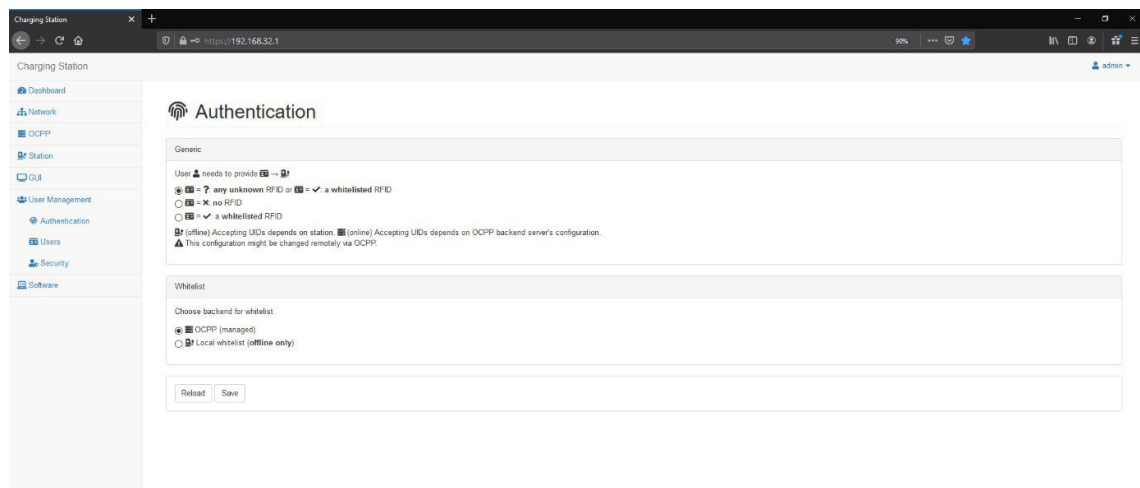 Charging Station
https://192.168.32.1
90%
Charging Station
admin
Dashboard
Network
OCPP
Station
GUI
User Management
Authentication
Users
Security
Software
Authentication
Generic
User needs to provide →
= ? any unknown RFID or = ✔: a whitelisted RFID
= ✖: no RFID
= ✔: a whitelisted RFID
(offline) Accepting UIDs depends on station. (online) Accepting UIDs depends on OCPP backend server's configuration.
This configuration might be changed remotely via OCPP.
Whitelist
Choose backend for whitelist
OCPP (managed)
Local whitelist (offline only)
Reload
Save